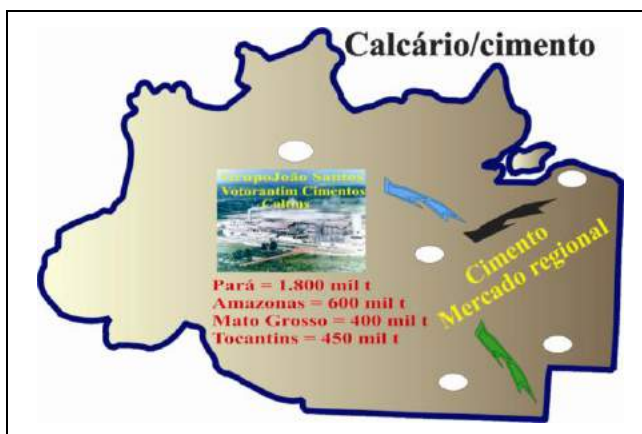 Calcário/cimento
GrupoJoão Santos
Votorantim Cimentos
Caltins
Pará = 1.800 mil t
Amazonas = 600 mil t
Mato Grosso = 400 mil t
Tocantins = 450 mil t
Cimento
Mercado regional